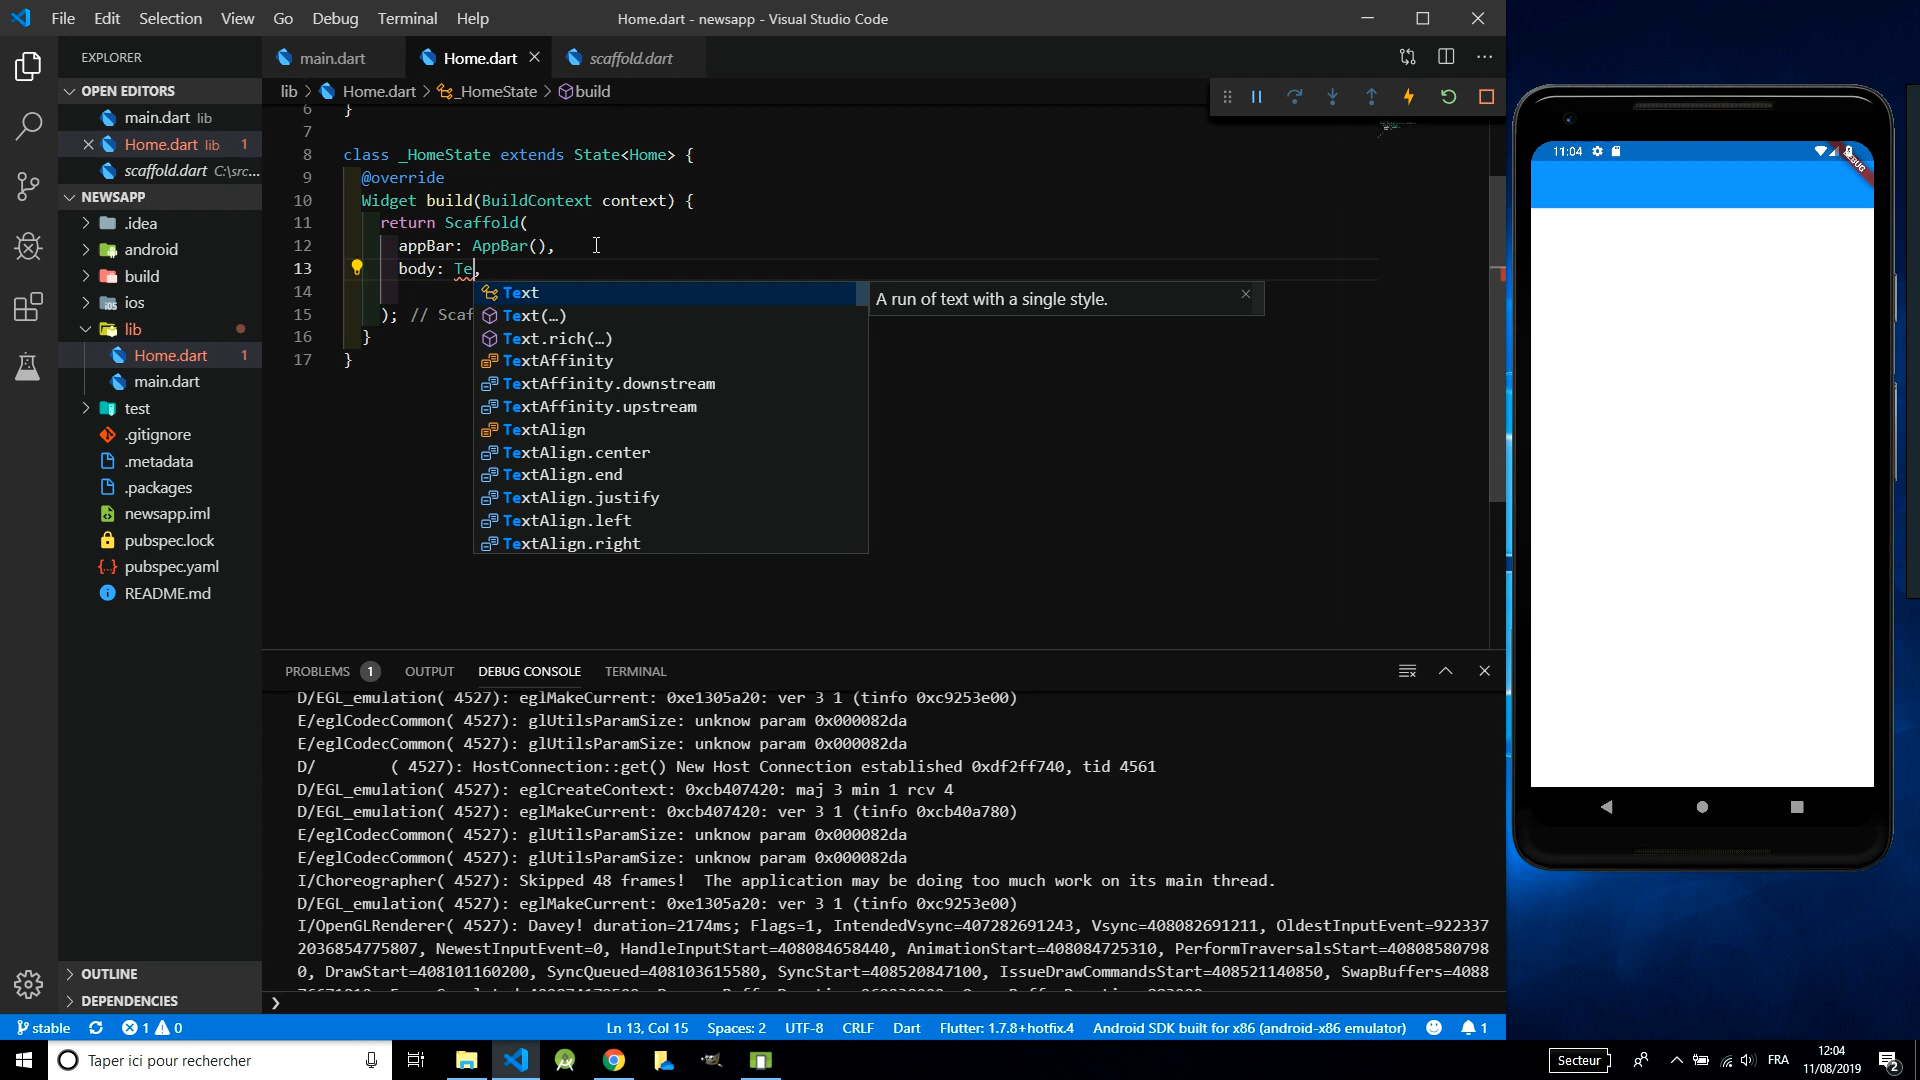 File Edit Selection View Go Debug Terminal Help
Home.dart - newsapp - Visual Studio Code
EXPLORER
main.dart
Home.dart
scaffold.dart
OPEN EDITORS
main.dart lib
Home.dart lib 1
scaffold.dart C:\src...
NEWSAPP
.idea
android
build
ios
lib
Home.dart 1
main.dart
test
.gitignore
.metadata
.packages
newsapp.iml
pubspec.lock
pubspec.yaml
README.md
OUTLINE
DEPENDENCIES
lib > Home.dart > _HomeState > build
6 }
7
8 class _HomeState extends State<Home> {
9 @override
10 Widget build(BuildContext context) {
11 return Scaffold(
12 appBar: AppBar(),
13 body: Te,
14
15 ); // Scaf
16 }
17 }
Text
Text(…)
Text.rich(…)
TextAffinity
TextAffinity.downstream
TextAffinity.upstream
TextAlign
TextAlign.center
TextAlign.end
TextAlign.justify
TextAlign.left
TextAlign.right
A run of text with a single style.
PROBLEMS 1 OUTPUT DEBUG CONSOLE TERMINAL
D/EGL_emulation( 4527): eglMakeCurrent: 0xe1305a20: ver 3 1 (tinfo 0xc9253e00)
E/eglCodecCommon( 4527): glUtilsParamSize: unknow param 0x000082da
E/eglCodecCommon( 4527): glUtilsParamSize: unknow param 0x000082da
D/ ( 4527): HostConnection::get() New Host Connection established 0xdf2ff740, tid 4561
D/EGL_emulation( 4527): eglCreateContext: 0xcb407420: maj 3 min 1 rcv 4
D/EGL_emulation( 4527): eglMakeCurrent: 0xcb407420: ver 3 1 (tinfo 0xcb40a780)
E/eglCodecCommon( 4527): glUtilsParamSize: unknow param 0x000082da
E/eglCodecCommon( 4527): glUtilsParamSize: unknow param 0x000082da
I/Choreographer( 4527): Skipped 48 frames! The application may be doing too much work on its main thread.
D/EGL_emulation( 4527): eglMakeCurrent: 0xe1305a20: ver 3 1 (tinfo 0xc9253e00)
I/OpenGLRenderer( 4527): Davey! duration=2174ms; Flags=1, IntendedVsync=407282691243, Vsync=408082691211, OldestInputEvent=922337
2036854775807, NewestInputEvent=0, HandleInputStart=408084658440, AnimationStart=408084725310, PerformTraversalsStart=40808580798
0, DrawStart=408101160200, SyncQueued=408103615580, SyncStart=408520847100, IssueDrawCommandsStart=408521140850, SwapBuffers=4088
stable 1 0
Ln 13, Col 15 Spaces: 2 UTF-8 CRLF Dart Flutter: 1.7.8+hotfix.4 Android SDK built for x86 (android-x86 emulator) 1
11:04
DEBUG
Taper ici pour rechercher
Secteur
FRA
12:04
11/08/2019
2